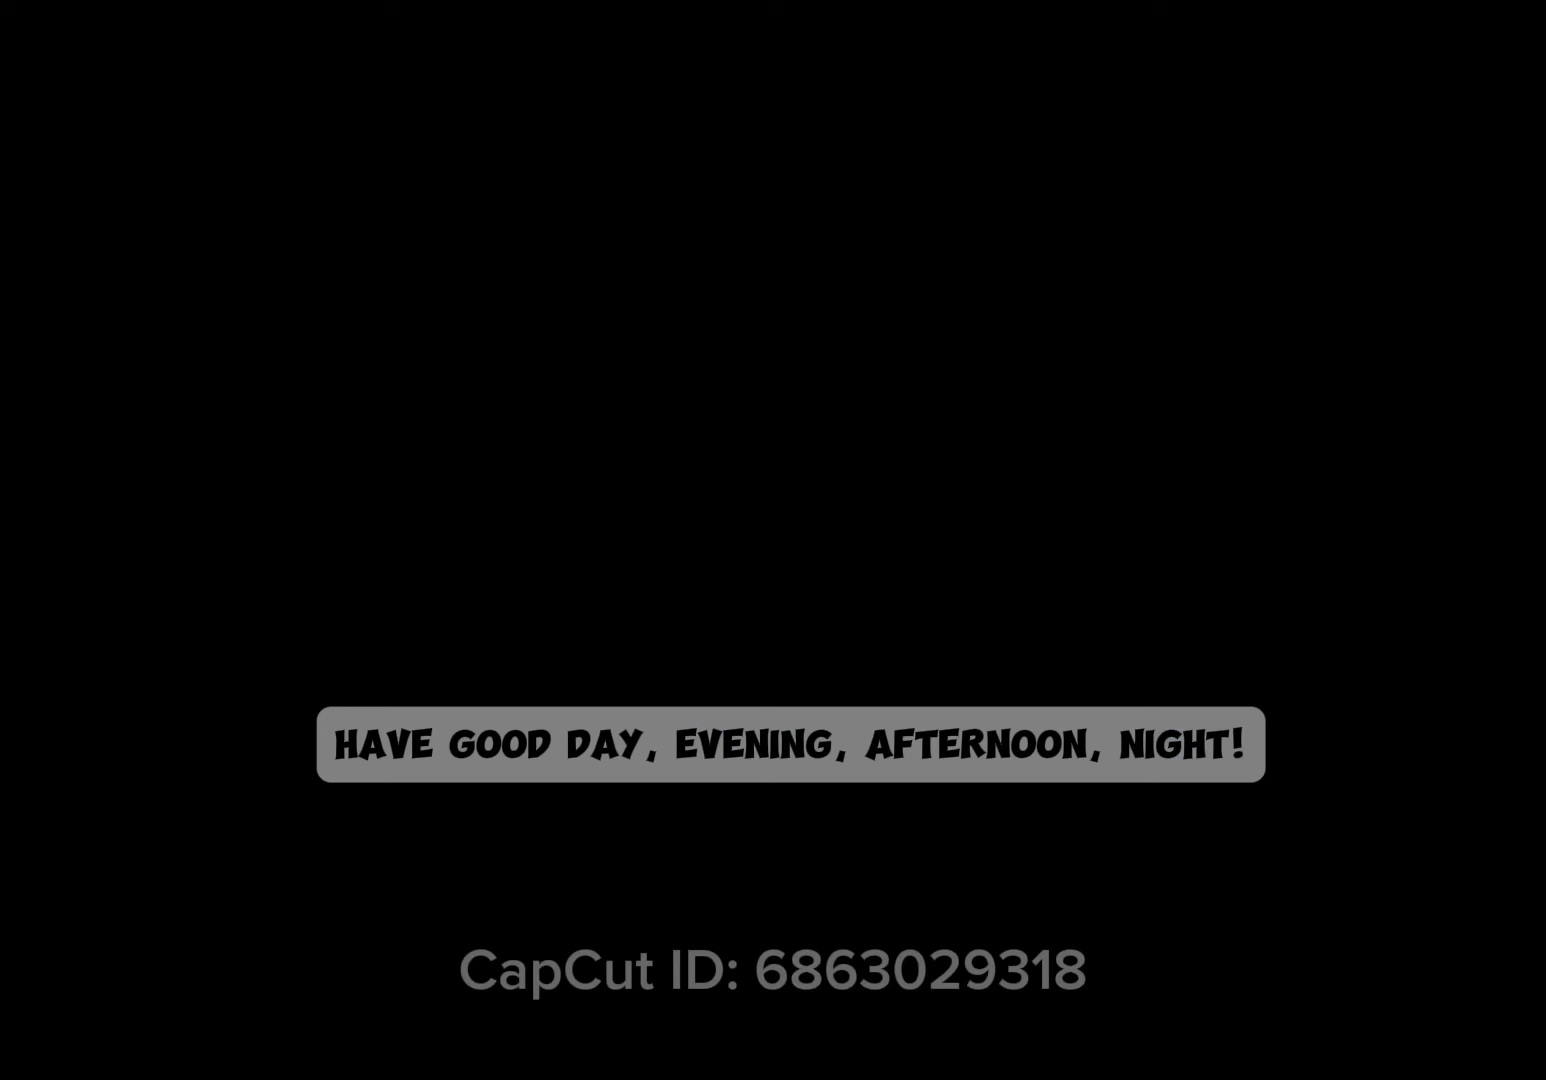 HAVE GOOD DAY, EVENING, AFTERNOON, NIGHT!
CapCut ID: 6863029318